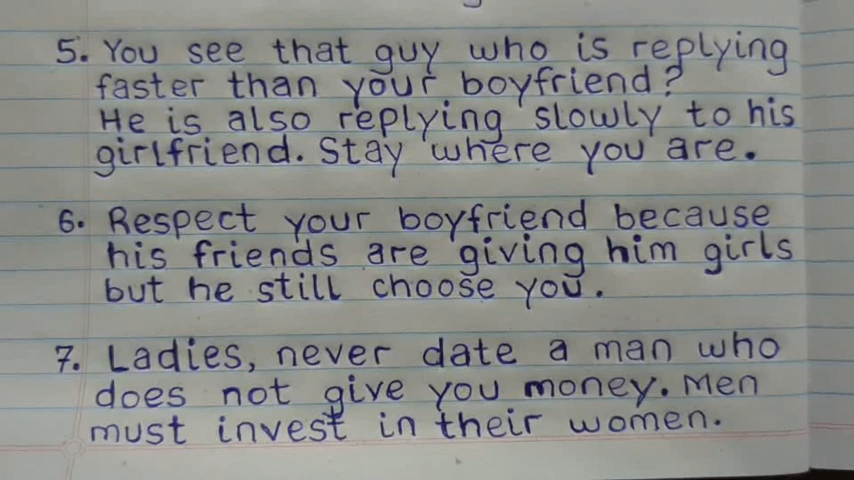 5. You see that guy who is replying
faster than your boyfriend?
He is also replying slowly to his
girlfriend. Stay where you are.
6. Respect your boyfriend because
his friends are giving him girls
but he still choose you.
7. Ladies, never date a man who
does not give you money. Men
must invest in their women.